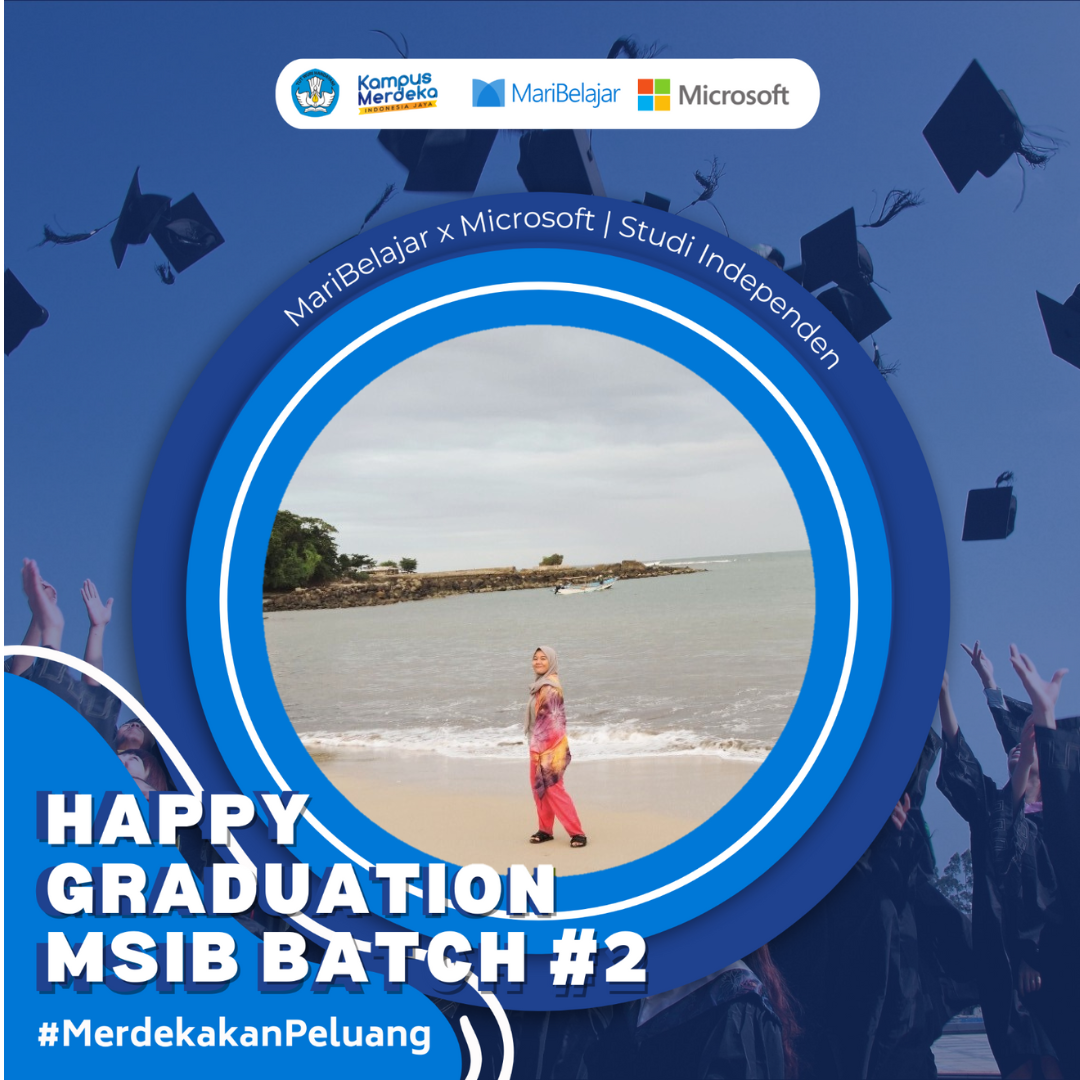 Kampus
Merdeka
INDONESIA JAYA
MariBelajar
Microsoft
MariBelajar x Microsoft | Studi Independen
HAPPY
GRADUATION
MSIB BATCH #2
#MerdekakanPeluang